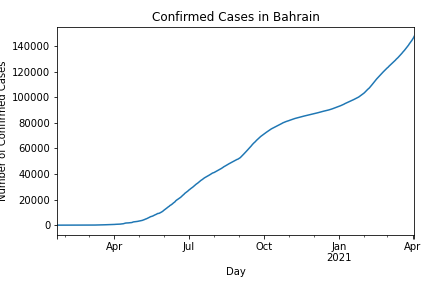 Confirmed Cases in Bahrain
Number of Confirmed Cases
140000
120000
100000
80000
60000
40000
20000
0
Apr
Jul
Oct
Jan
2021
Apr
Day